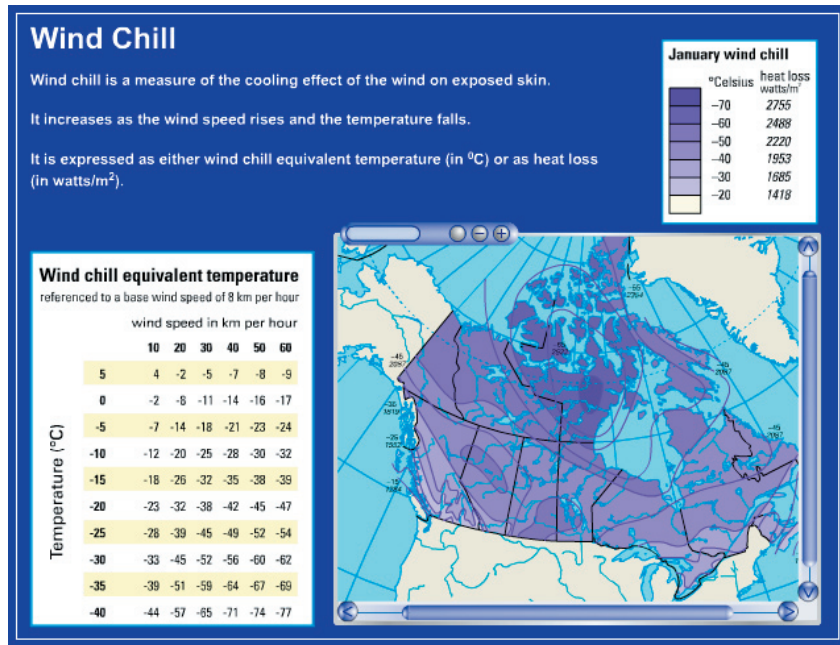 Wind Chill
Wind chill is a measure of the cooling effect of the wind on exposed skin.
It increases as the wind speed rises and the temperature falls.
It is expressed as either wind chill equivalent temperature (in ⁰C) or as heat loss
(in watts/m²).
January wind chill
°Celsius heat loss
watts/m²
-70 2755
-60 2488
-50 2220
-40 1953
-30 1685
-20 1418
Wind chill equivalent temperature
referenced to a base wind speed of 8 km per hour
wind speed in km per hour
10 20 30 40 50 60
Temperature (°C)
5 4 -2 -5 -7 -8 -9
0 -2 -8 -11 -14 -16 -17
-5 -7 -14 -18 -21 -23 -24
-10 -12 -20 -25 -28 -30 -32
-15 -18 -26 -32 -35 -38 -39
-20 -23 -32 -38 -42 -45 -47
-25 -28 -39 -45 -49 -52 -54
-30 -33 -45 -52 -56 -60 -62
-35 -39 -51 -59 -64 -67 -69
-40 -44 -57 -65 -71 -74 -77
-45
2087
-45
2087
-45
2087